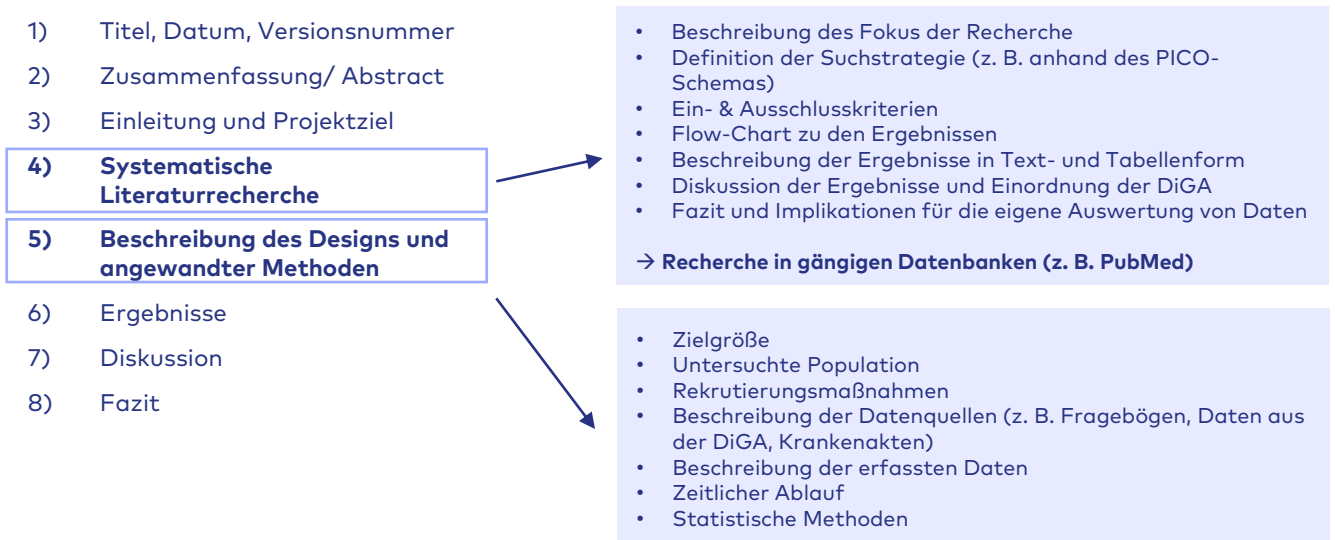 1) Titel, Datum, Versionsnummer
2) Zusammenfassung/ Abstract
3) Einleitung und Projektziel
4) Systematische
Literaturrecherche
5) Beschreibung des Designs und
angewandter Methoden
6) Ergebnisse
7) Diskussion
8) Fazit
• Beschreibung des Fokus der Recherche
• Definition der Suchstrategie (z. B. anhand des PICO-
Schemas)
• Ein- & Ausschlusskriterien
• Flow-Chart zu den Ergebnissen
• Beschreibung der Ergebnisse in Text- und Tabellenform
• Diskussion der Ergebnisse und Einordnung der DiGA
• Fazit und Implikationen für die eigene Auswertung von Daten
→ Recherche in gängigen Datenbanken (z. B. PubMed)
• Zielgröße
• Untersuchte Population
• Rekrutierungsmaßnahmen
• Beschreibung der Datenquellen (z. B. Fragebögen, Daten aus
der DiGA, Krankenakten)
• Beschreibung der erfassten Daten
• Zeitlicher Ablauf
• Statistische Methoden